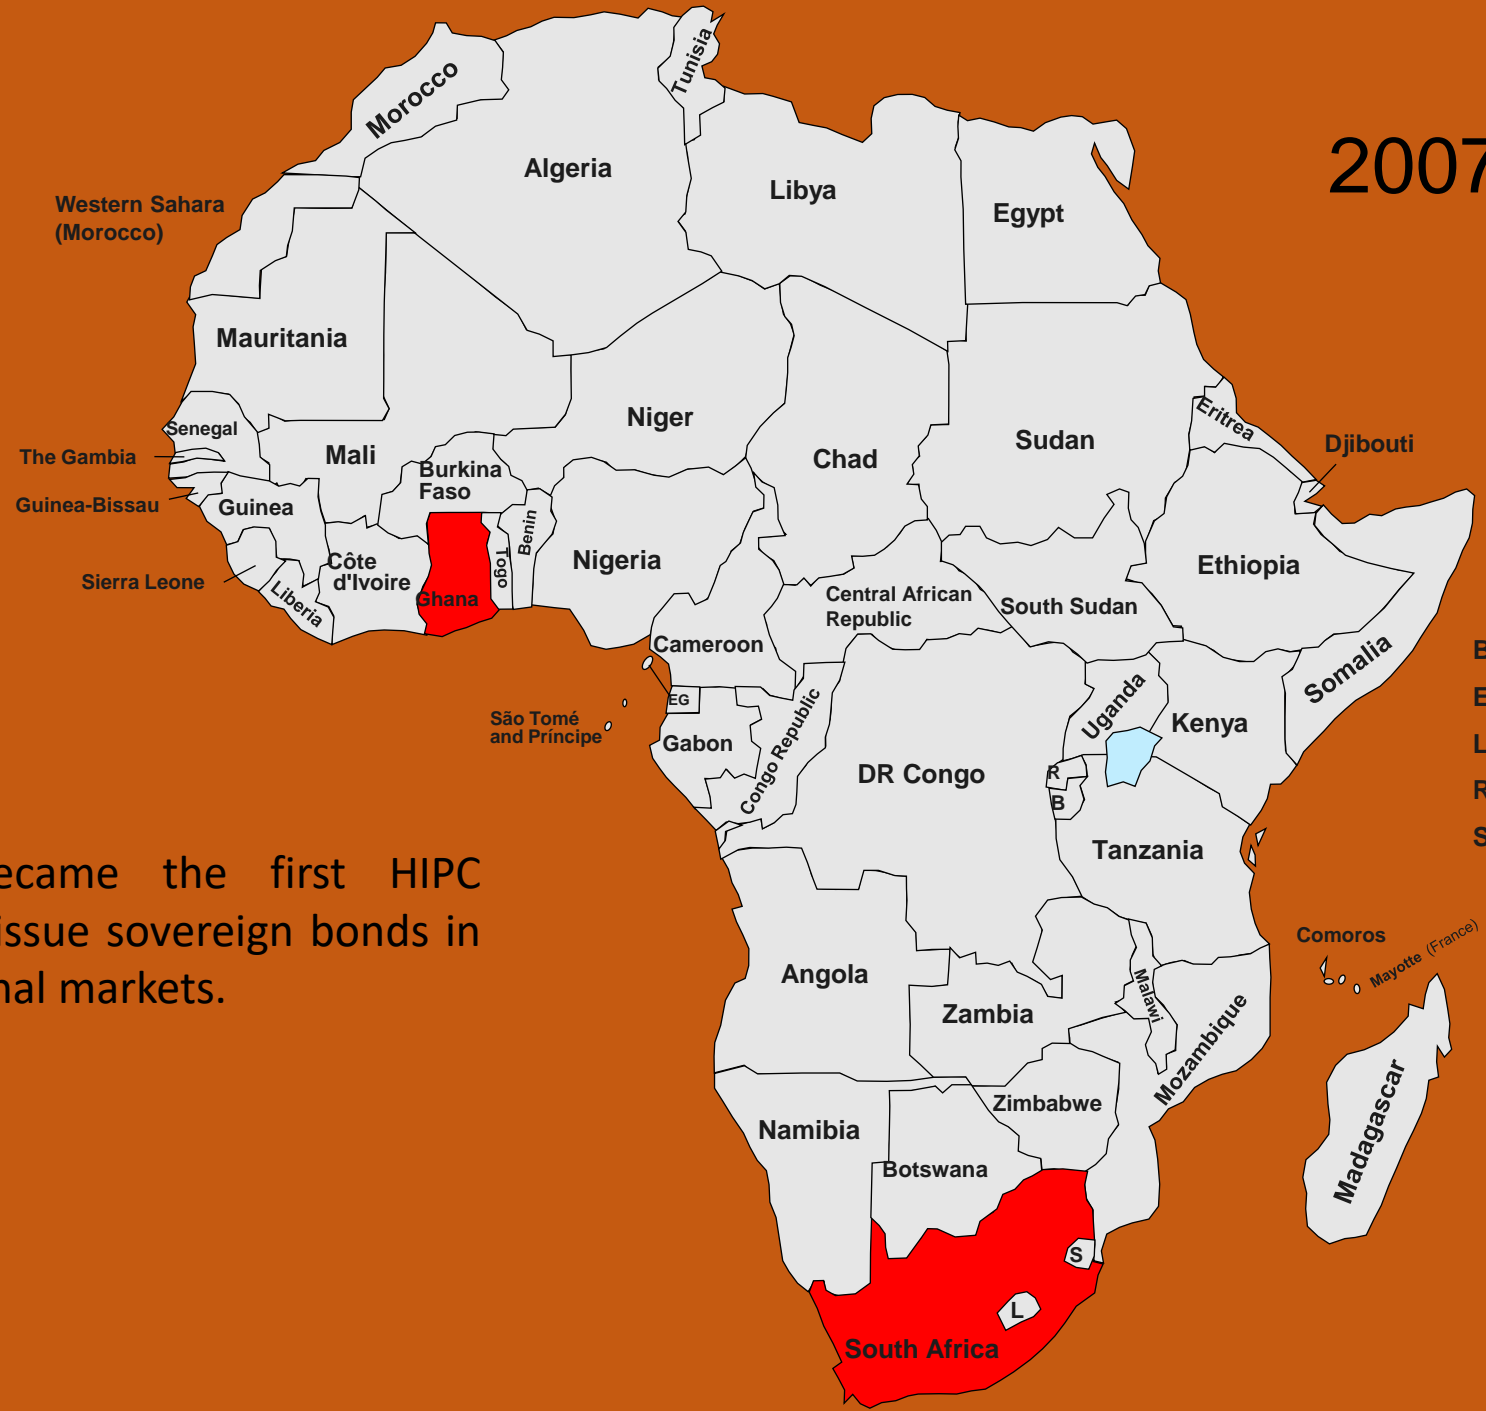 2007
Tunisia
Morocco
Algeria
Libya
Egypt
Western Sahara
(Morocco)
Mauritania
Niger
Mali
Chad
Sudan
Eritrea
Djibouti
Senegal
The Gambia
Guinea-Bissau
Guinea
Burkina
Faso
Benin
Togo
Nigeria
Côte
d'Ivoire
Ghana
Sierra Leone
Liberia
Ethiopia
Central African
Republic
South Sudan
Cameroon
Somalia
EG
São Tomé
and Príncipe
Gabon
Congo Republic
Uganda
Kenya
DR Congo
R
B
Tanzania
B
E
L
R
S
ecame the first HIPC
issue sovereign bonds in
nal markets.
Comoros
Mayotte (France)
Angola
Zambia
Malawi
Mozambique
Madagascar
Zimbabwe
Namibia
Botswana
S
L
South Africa